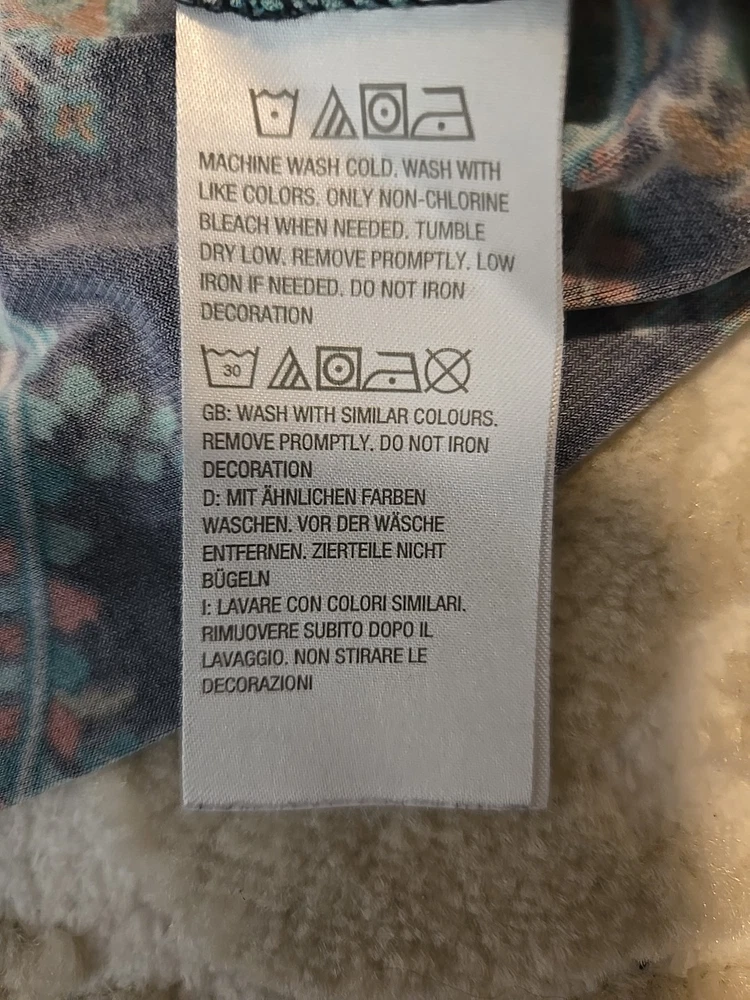 MACHINE WASH COLD. WASH WITH
LIKE COLORS. ONLY NON-CHLORINE
BLEACH WHEN NEEDED. TUMBLE
DRY LOW. REMOVE PROMPTLY. LOW
IRON IF NEEDED. DO NOT IRON
DECORATION
30
GB: WASH WITH SIMILAR COLOURS.
REMOVE PROMPTLY. DO NOT IRON
DECORATION
D: MIT ÄHNLICHEN FARBEN
WASCHEN. VOR DER WÄSCHE
ENTFERNEN. ZIERTEILE NICHT
BÜGELN
I: LAVARE CON COLORI SIMILARI.
RIMUOVERE SUBITO DOPO IL
LAVAGGIO. NON STIRARE LE
DECORAZIONI